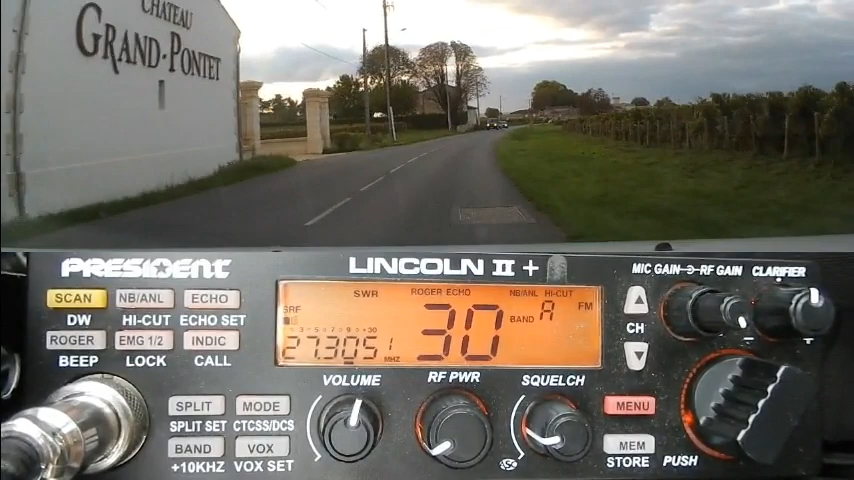 CHATEAU
GRAND-PONTET
PRESIDENT
LINCOLN II +
MIC GAIN RF GAIN CLARIFIER
SCAN NB/ANL ECHO
DW HI-CUT ECHO SET
ROGER EMG 1/2 INDIC
BEEP LOCK CALL
SRF SWR ROGER ECHO NB/ANL HI-CUT
30 BAND A FM
27.3051 MHZ
CH
VOLUME RF PWR SQUELCH
SPLIT MODE
SPLIT SET CTCSS/DCS
BAND VOX
+10KHZ VOX SET
MENU
MEM
STORE PUSH